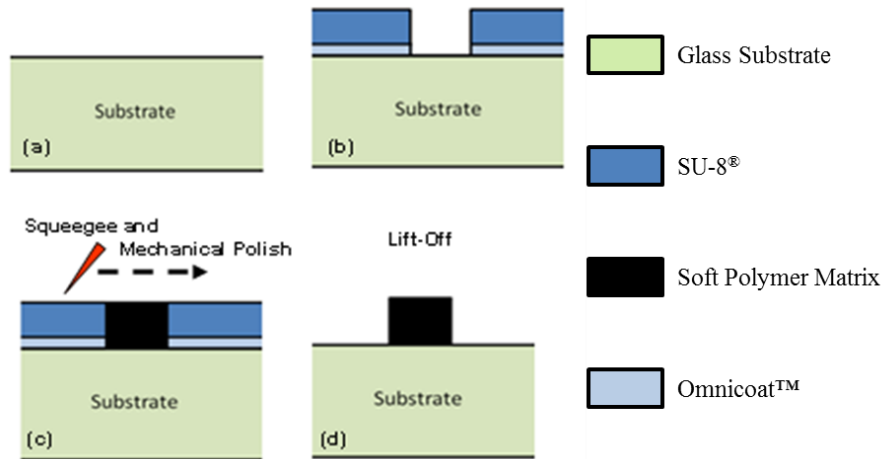 Substrate
(a)
Substrate
(b)
Glass Substrate
SU-8®
Squeegee and
Mechanical Polish
Substrate
(c)
Lift-Off
Substrate
(d)
Soft Polymer Matrix
Omnicoat™